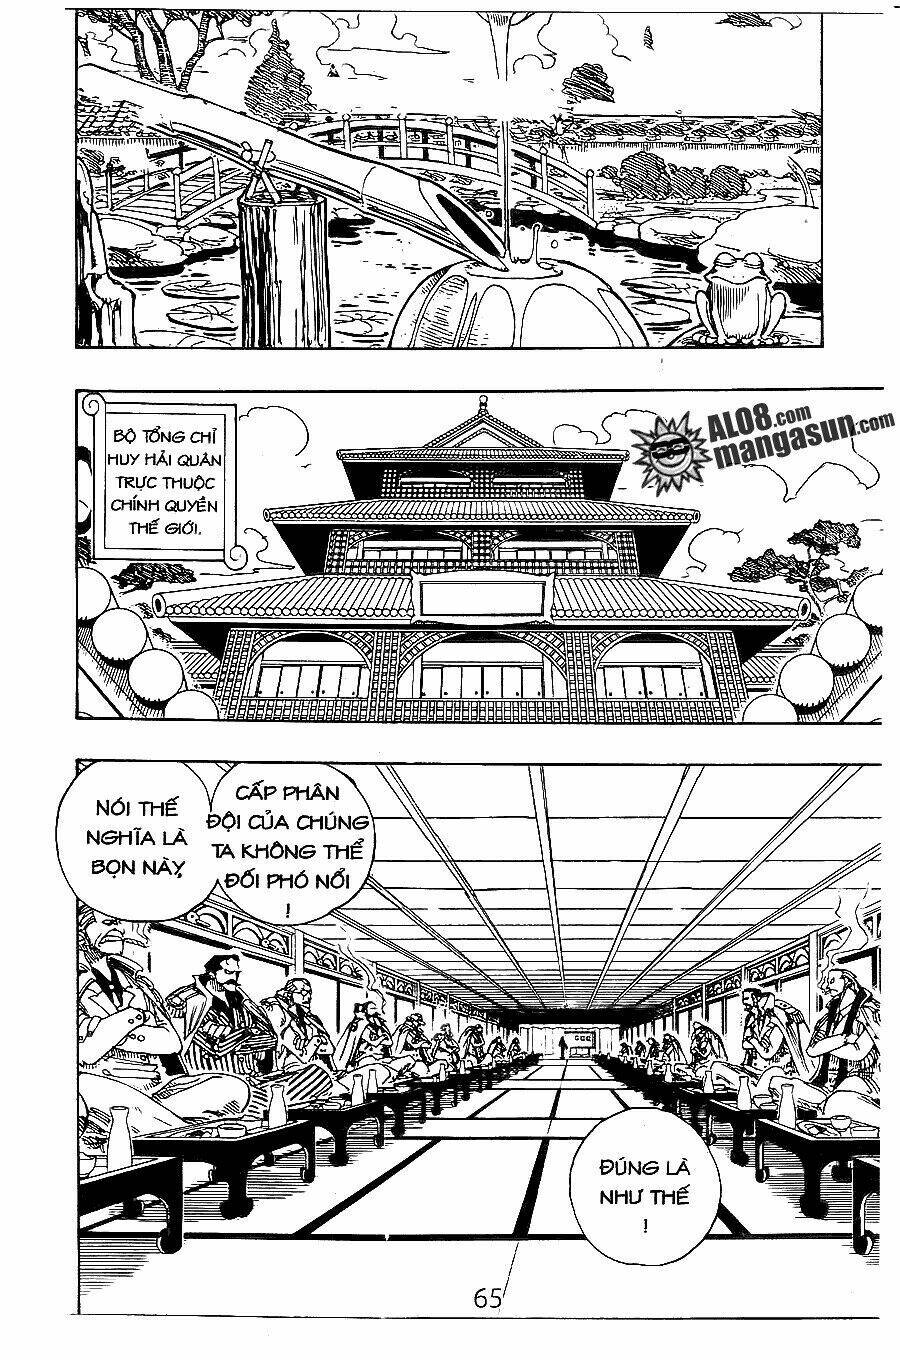 BỘ TỔNG CHỈ
HUY HẢI QUÂN
TRỰC THUỘC
CHÍNH QUYỀN
THẾ GIỚI.
AL08.com
mangasun.com
NÓI THẾ
NGHĨA LÀ
BỌN NÀY,
CẤP PHÂN
ĐỘI CỦA CHÚNG
TA KHÔNG THỂ
ĐỐI PHÓ NỔI
!
ĐÚNG LÀ
NHƯ THẾ
!
65